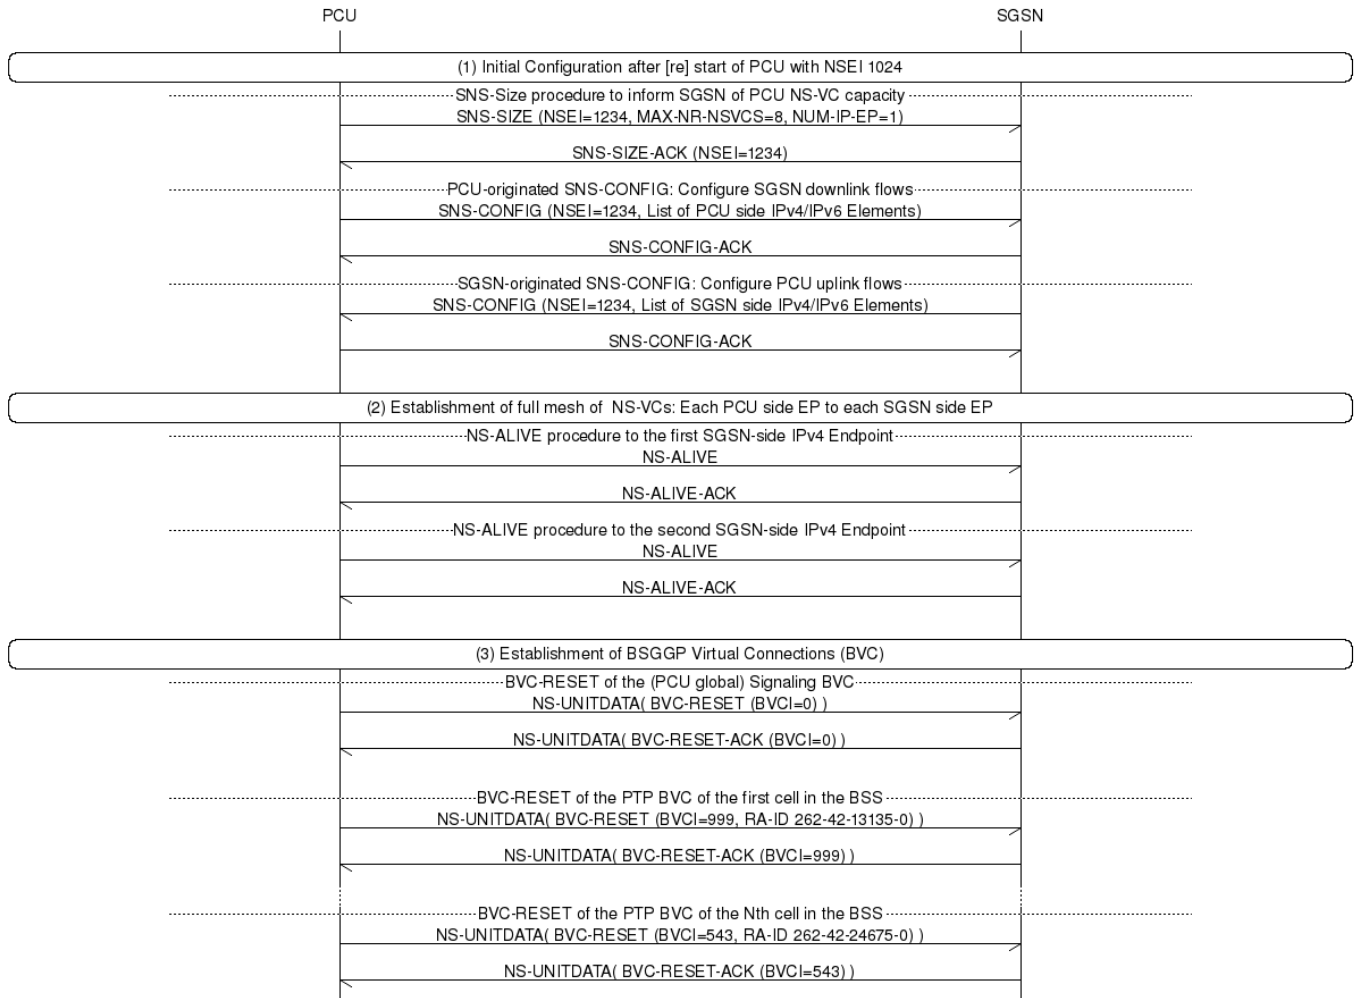 PCU SGSN
(1) Initial Configuration after [re] start of PCU with NSEI 1024
SNS-Size procedure to inform SGSN of PCU NS-VC capacity
SNS-SIZE (NSEI=1234, MAX-NR-NSVCS=8, NUM-IP-EP=1)
SNS-SIZE-ACK (NSEI=1234)
PCU-originated SNS-CONFIG: Configure SGSN downlink flows
SNS-CONFIG (NSEI=1234, List of PCU side IPv4/IPv6 Elements)
SNS-CONFIG-ACK
SGSN-originated SNS-CONFIG: Configure PCU uplink flows
SNS-CONFIG (NSEI=1234, List of SGSN side IPv4/IPv6 Elements)
SNS-CONFIG-ACK
(2) Establishment of full mesh of NS-VCs: Each PCU side EP to each SGSN side EP
NS-ALIVE procedure to the first SGSN-side IPv4 Endpoint
NS-ALIVE
NS-ALIVE-ACK
NS-ALIVE procedure to the second SGSN-side IPv4 Endpoint
NS-ALIVE
NS-ALIVE-ACK
(3) Establishment of BSGGP Virtual Connections (BVC)
BVC-RESET of the (PCU global) Signaling BVC
NS-UNITDATA( BVC-RESET (BVCI=0) )
NS-UNITDATA( BVC-RESET-ACK (BVCI=0) )
BVC-RESET of the PTP BVC of the first cell in the BSS
NS-UNITDATA( BVC-RESET (BVCI=999, RA-ID 262-42-13135-0) )
NS-UNITDATA( BVC-RESET-ACK (BVCI=999) )
BVC-RESET of the PTP BVC of the Nth cell in the BSS
NS-UNITDATA( BVC-RESET (BVCI=543, RA-ID 262-42-24675-0) )
NS-UNITDATA( BVC-RESET-ACK (BVCI=543) )